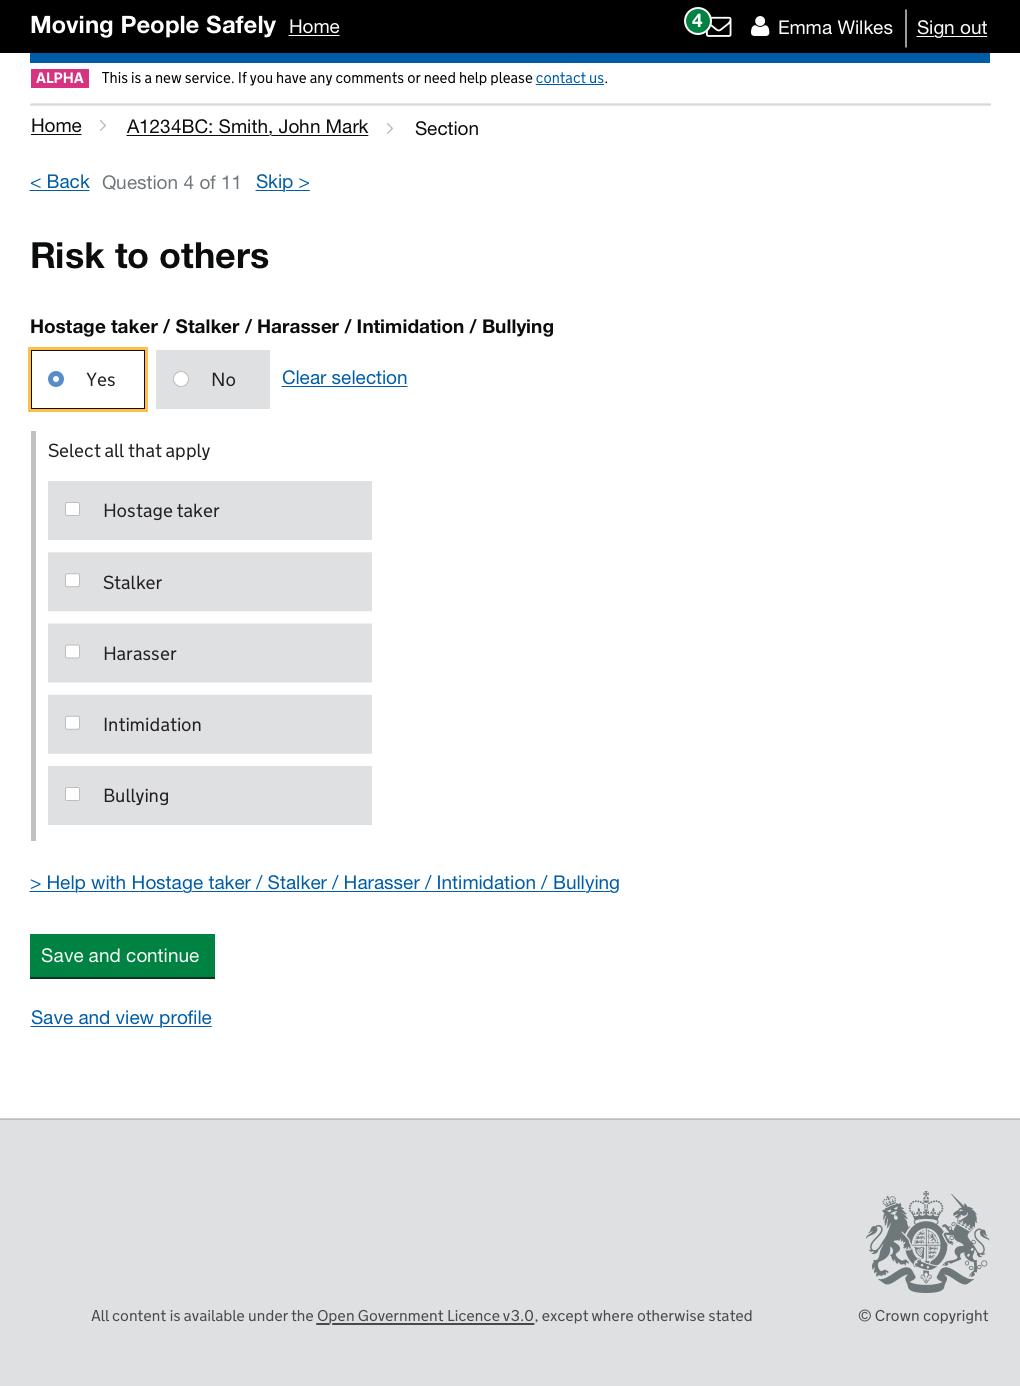 Moving People Safely Home 4 Emma Wilkes Sign out
ALPHA This is a new service. If you have any comments or need help please contact us.
Home A1234BC: Smith, John Mark Section
< Back Question 4 of 11 Skip >
Risk to others
Hostage taker / Stalker / Harasser / Intimidation / Bullying
Yes No Clear selection
Select all that apply
Hostage taker
Stalker
Harasser
Intimidation
Bullying
> Help with Hostage taker / Stalker / Harasser / Intimidation / Bullying
Save and continue
Save and view profile
All content is available under the Open Government Licence v3.0, except where otherwise stated © Crown copyright